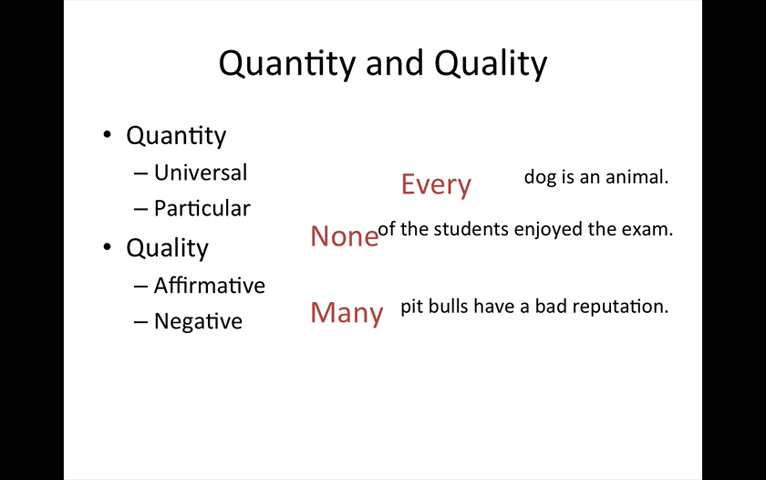 Quantity and Quality
• Quantity
– Universal
– Particular
• Quality
– Affirmative
– Negative
Every dog is an animal.
None of the students enjoyed the exam.
Many pit bulls have a bad reputation.